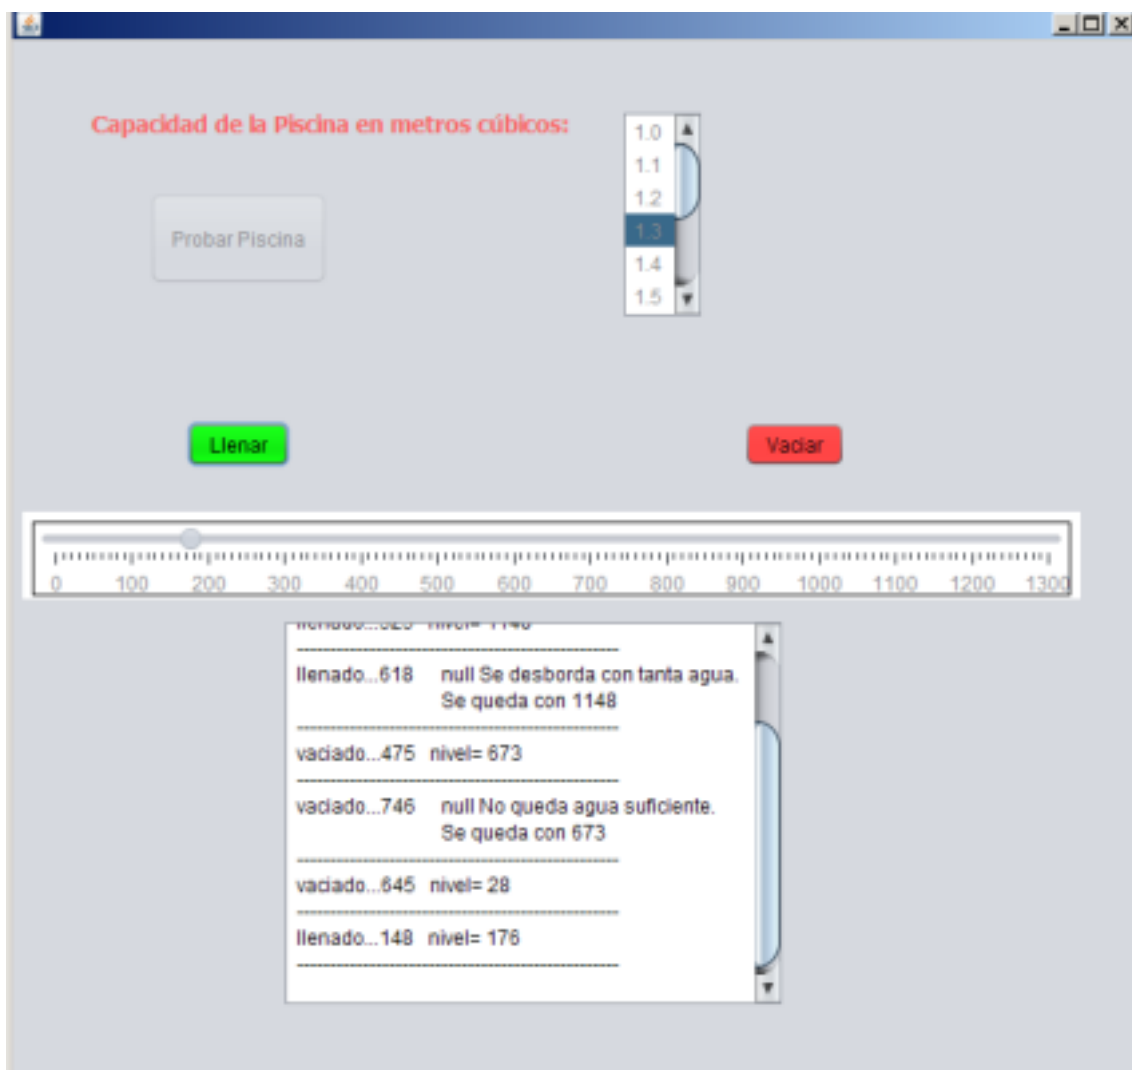 Capacidad de la Piscina en metros cúbicos:
1.0
1.1
1.2
1.3
1.4
1.5
Probar Piscina
Llenar
Vaciar
0 100 200 300 400 500 600 700 800 900 1000 1100 1200 1300
--------------------------------------------------------
llenado...618 null Se desborda con tanta agua.
Se queda con 1148
--------------------------------------------------------
vaciado...475 nivel= 673
--------------------------------------------------------
vaciado...746 null No queda agua suficiente.
Se queda con 673
--------------------------------------------------------
vaciado...645 nivel= 28
--------------------------------------------------------
llenado...148 nivel= 176
--------------------------------------------------------